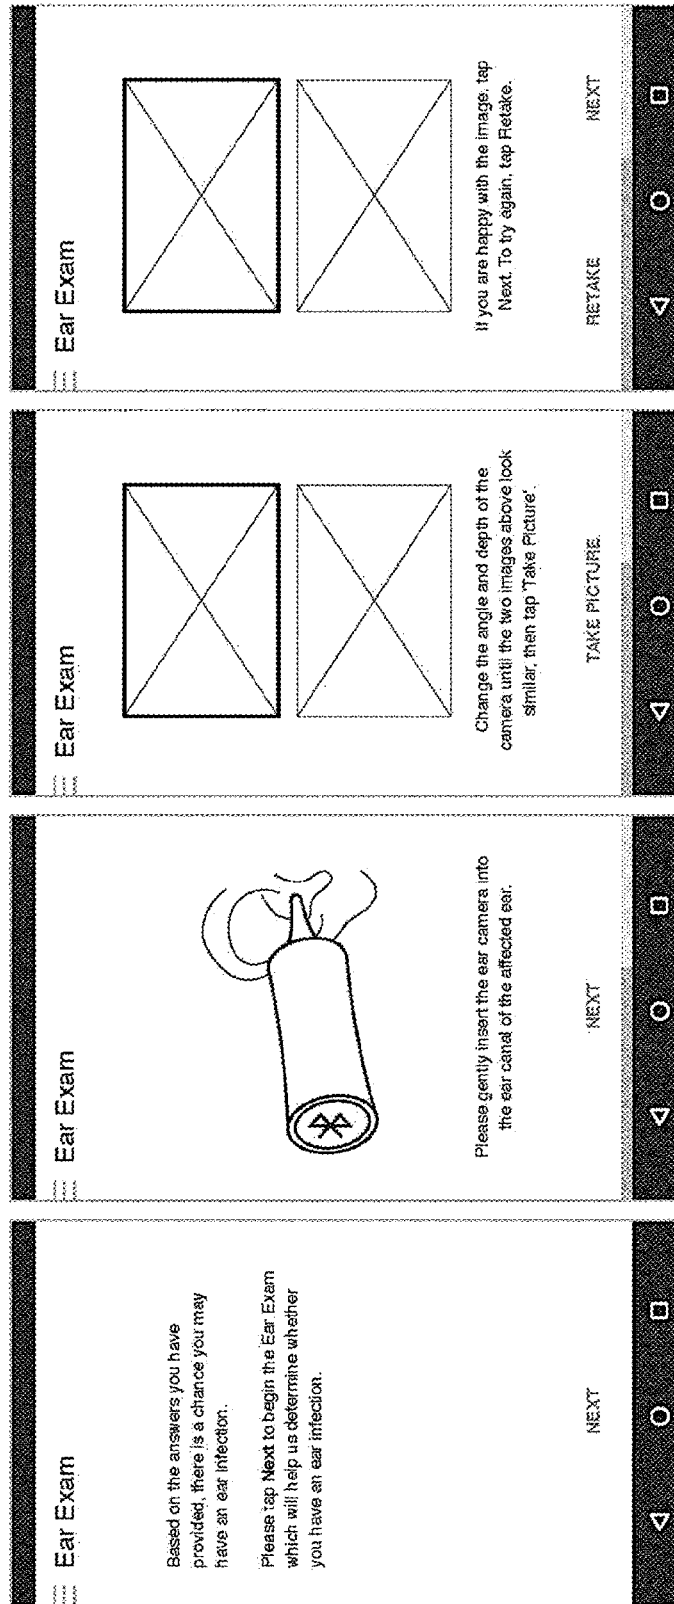 Ear Exam
Based on the answers you have
provided, there is a chance you may
have an ear infection.
Please tap Next to begin the Ear Exam
which will help us determine whether
you have an ear infection.
NEXT
Ear Exam
Please gently insert the ear camera into
the ear canal of the affected ear.
NEXT
Ear Exam
Change the angle and depth of the
camera until the two images above look
similar, then tap 'Take Picture'.
TAKE PICTURE
Ear Exam
If you are happy with the image, tap
Next. To try again, tap Retake.
RETAKE NEXT